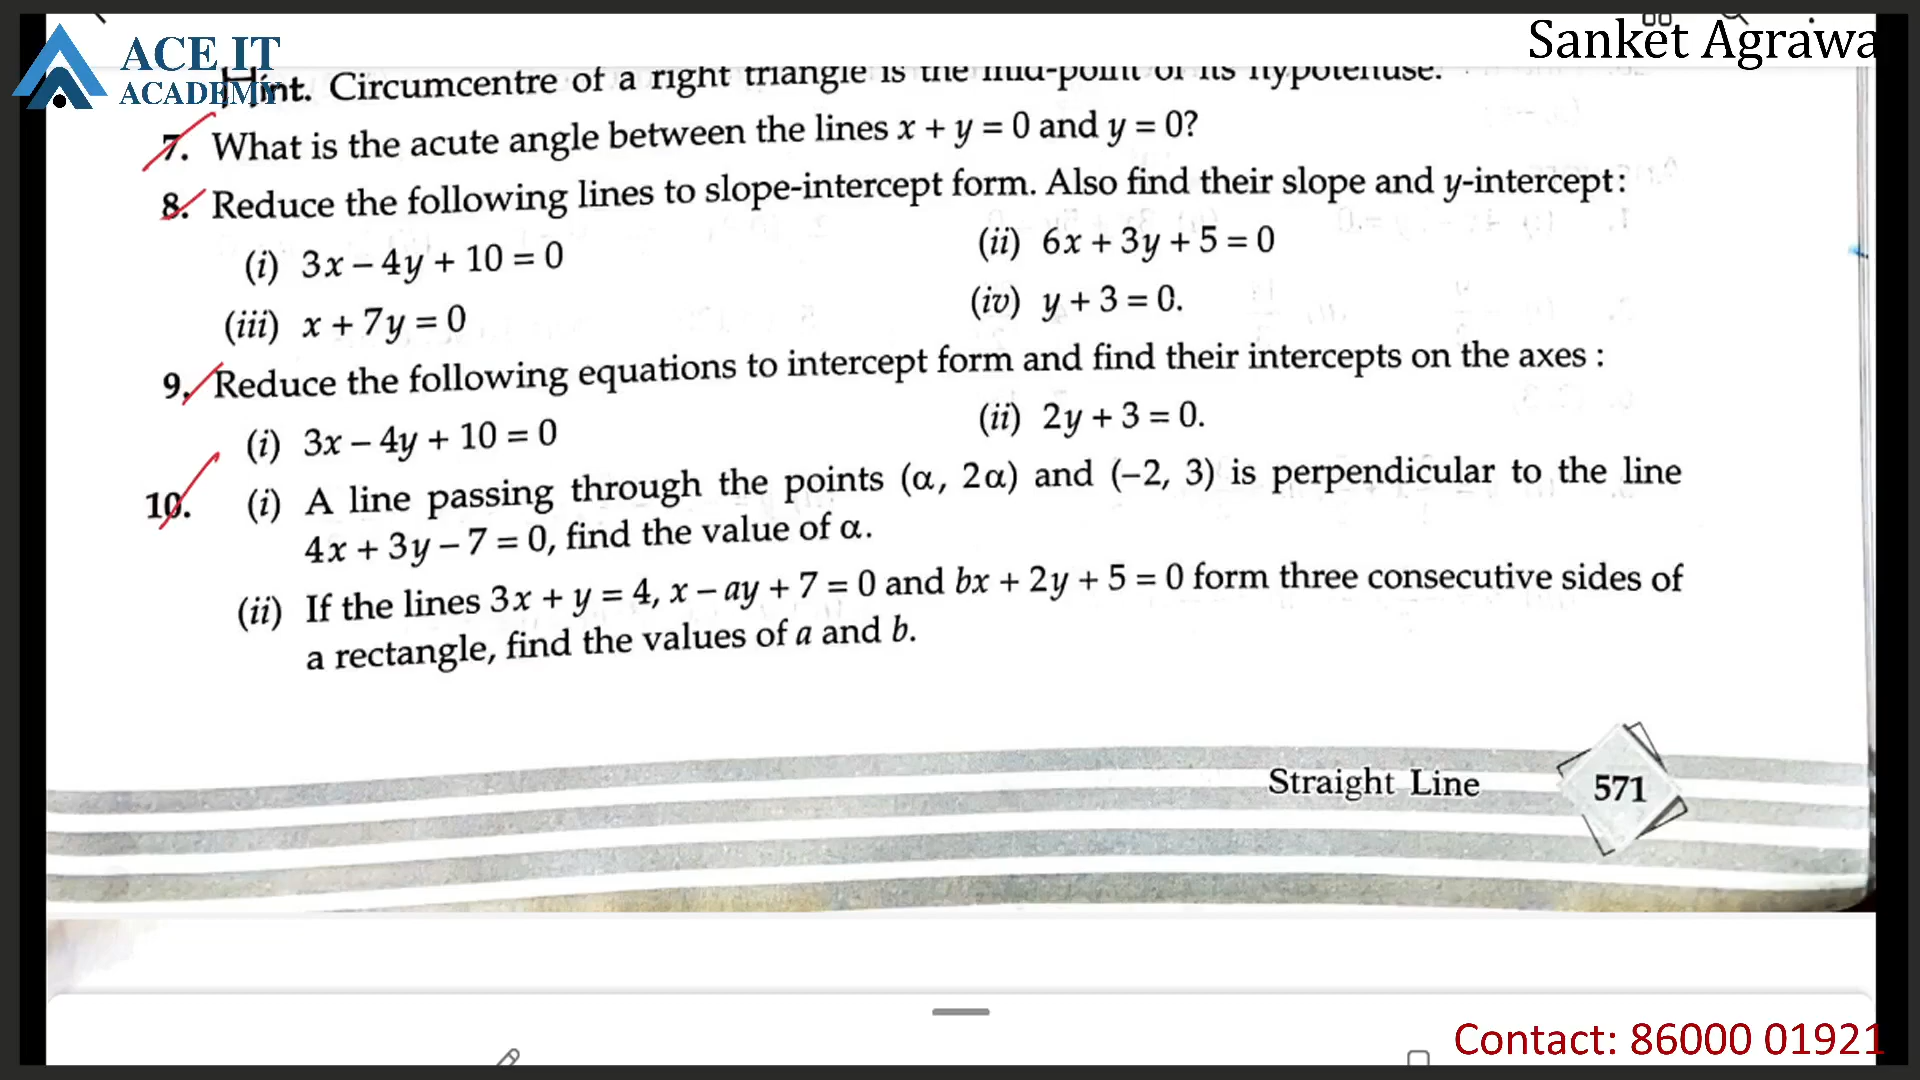 Sanket Agrawa
ACE IT
ACADEMY
Hint. Circumcentre of a right triangle is the mid-point of its hypotenuse.
7. What is the acute angle between the lines x + y = 0 and y = 0?
8. Reduce the following lines to slope-intercept form. Also find their slope and y-intercept:
(i) 3x – 4y + 10 = 0 (ii) 6x + 3y + 5 = 0
(iii) x + 7y = 0 (iv) y + 3 = 0.
9. Reduce the following equations to intercept form and find their intercepts on the axes :
(i) 3x – 4y + 10 = 0 (ii) 2y + 3 = 0.
10. (i) A line passing through the points (α, 2α) and (–2, 3) is perpendicular to the line
4x + 3y – 7 = 0, find the value of α.
(ii) If the lines 3x + y = 4, x – ay + 7 = 0 and bx + 2y + 5 = 0 form three consecutive sides of
a rectangle, find the values of a and b.
Straight Line 571
Contact: 86000 01921